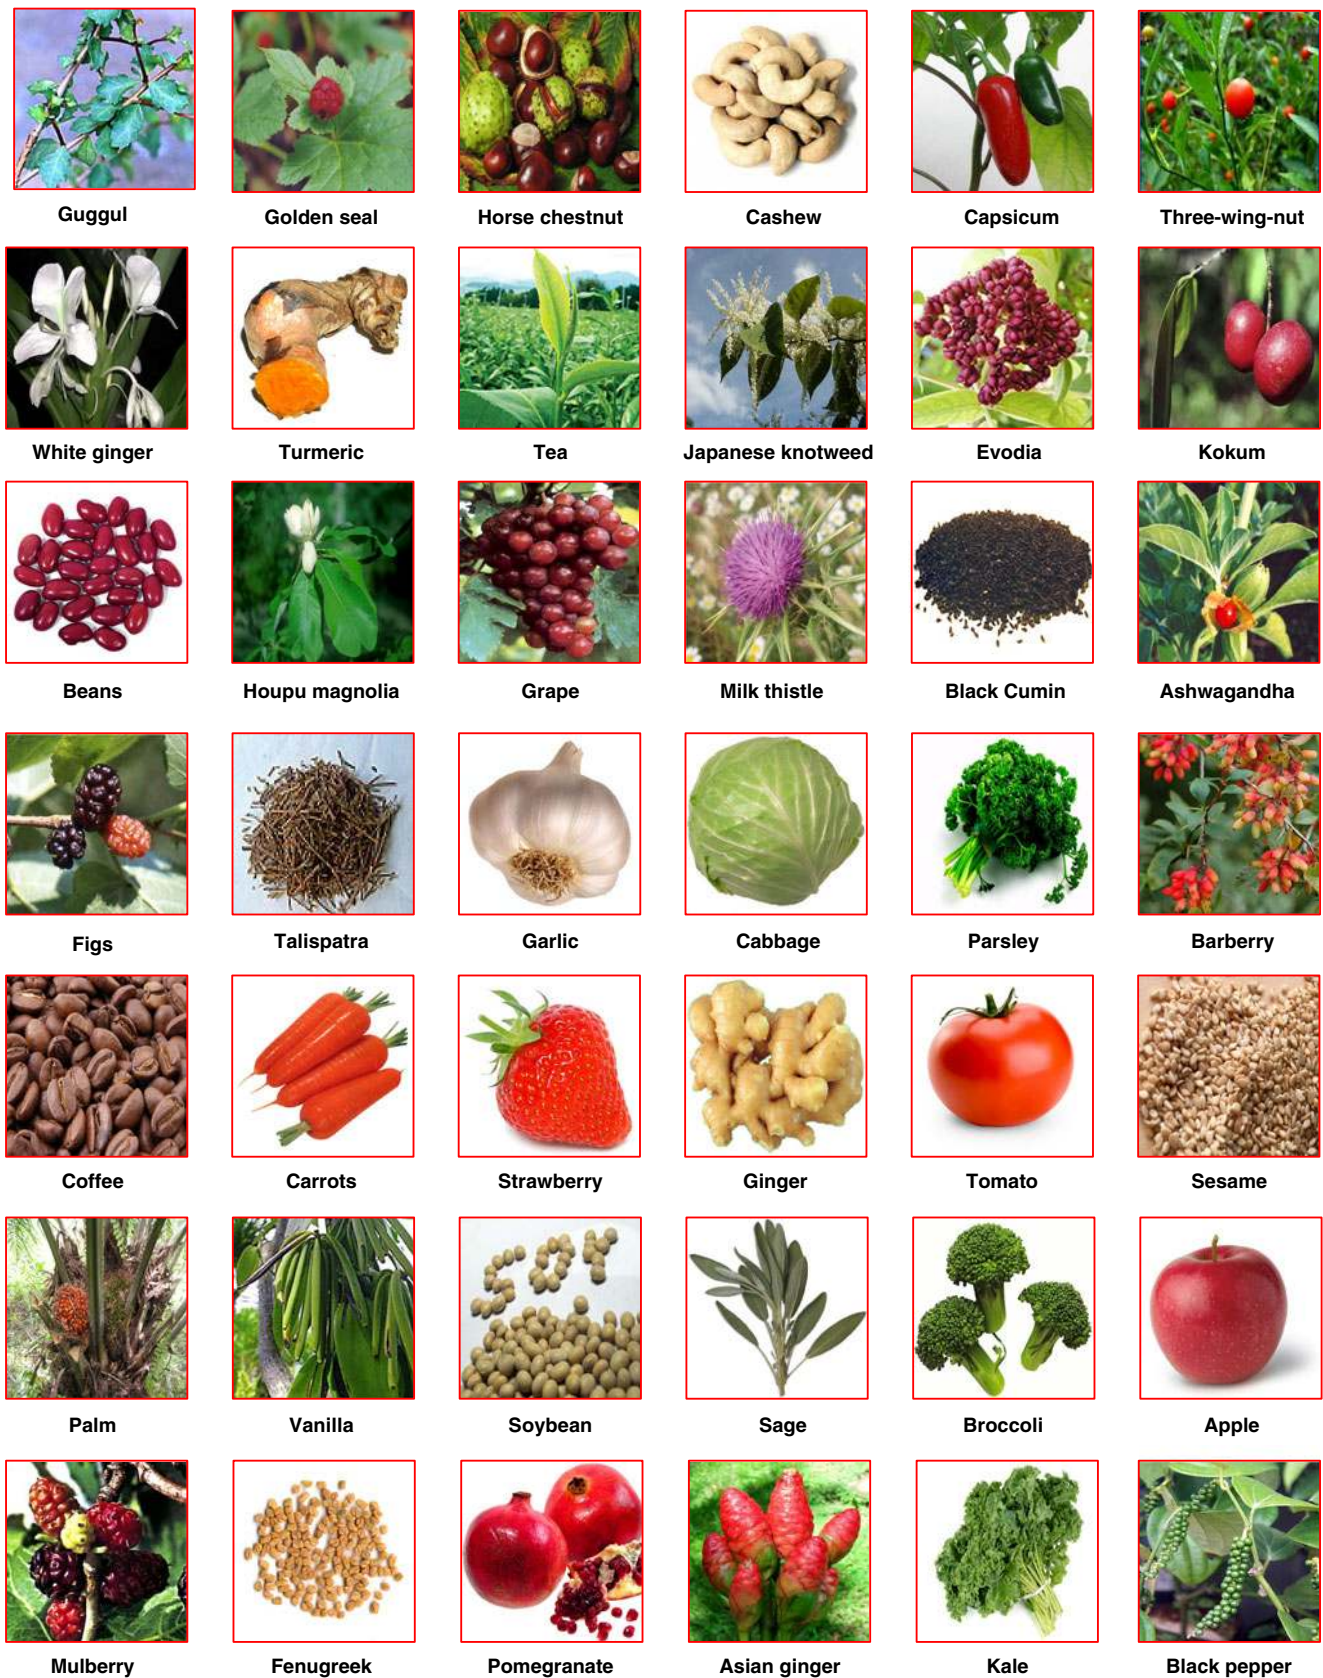 Guggul
Golden seal
Horse chestnut
Cashew
Capsicum
Three-wing-nut
White ginger
Turmeric
Tea
Japanese knotweed
Evodia
Kokum
Beans
Houpu magnolia
Grape
Milk thistle
Black Cumin
Ashwagandha
Figs
Talispatra
Garlic
Cabbage
Parsley
Barberry
Coffee
Carrots
Strawberry
Ginger
Tomato
Sesame
Palm
Vanilla
Soybean
Sage
Broccoli
Apple
Mulberry
Fenugreek
Pomegranate
Asian ginger
Kale
Black pepper